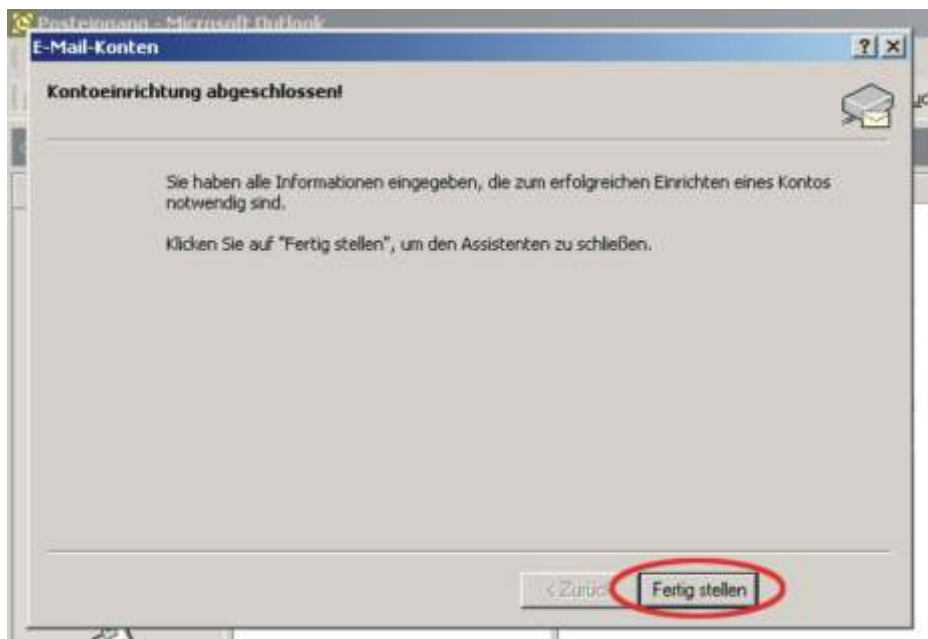 Posteingang - Microsoft Outlook
E-Mail-Konten
Kontoeinrichtung abgeschlossen!
Sie haben alle Informationen eingegeben, die zum erfolgreichen Einrichten eines Kontos
notwendig sind.
Klicken Sie auf "Fertig stellen", um den Assistenten zu schließen.
< Zurück
Fertig stellen